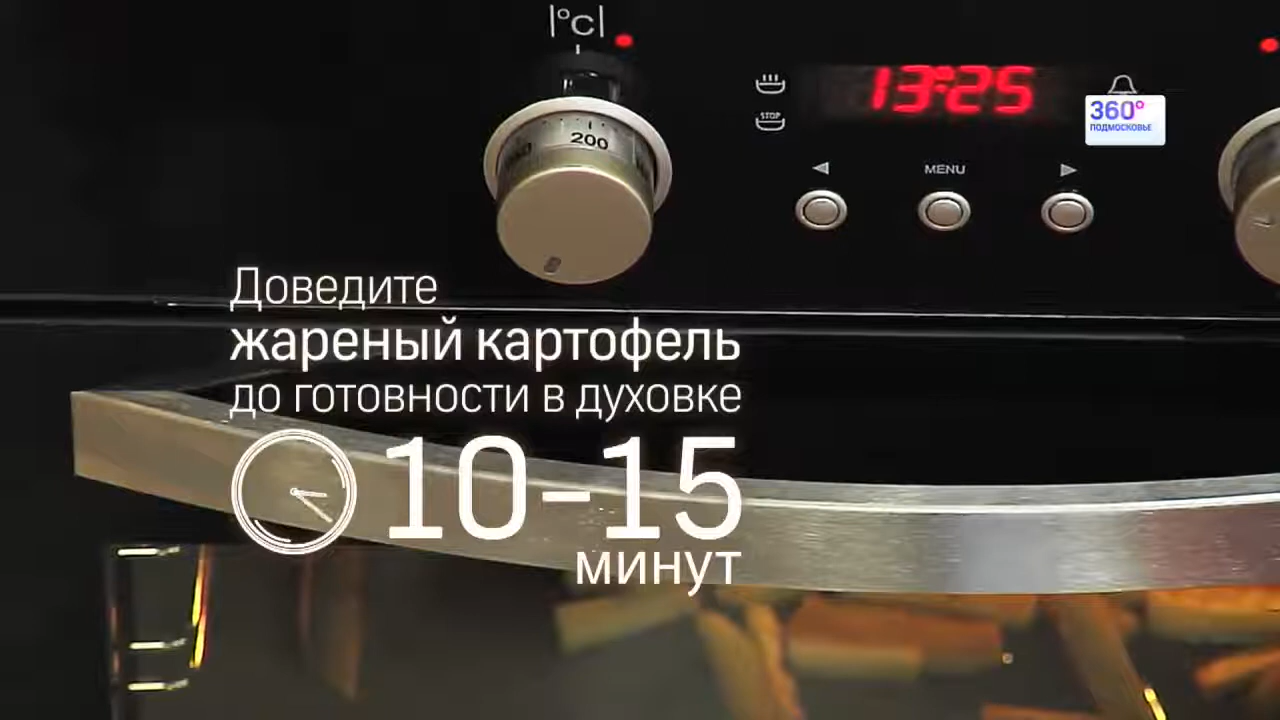 |°C|
13:25
360°
ПОДМОСКОВЬЕ
STOP
200
MENU
Доведите
жареный картофель
до готовности в духовке
10-15
минут